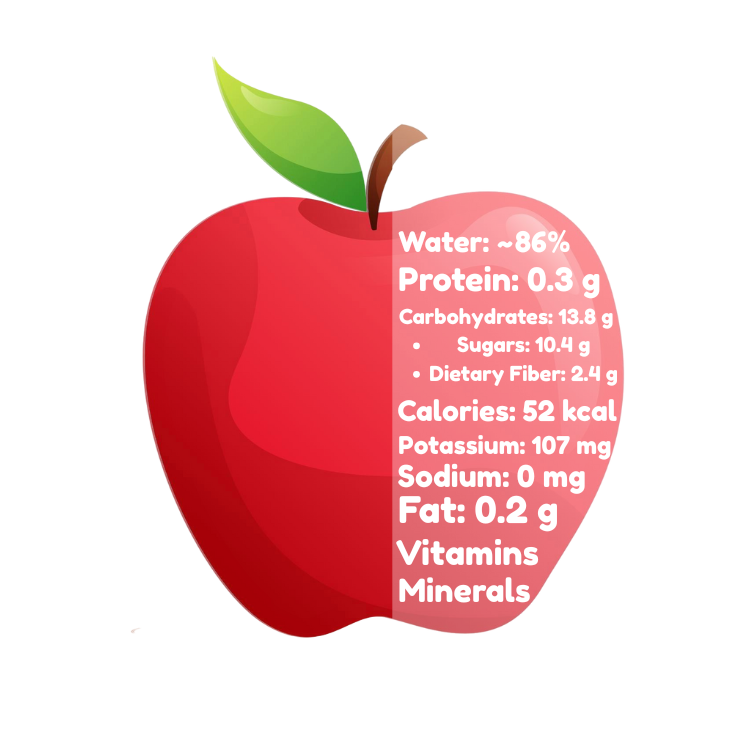 Water: ~86%
Protein: 0.3 g
Carbohydrates: 13.8 g
• Sugars: 10.4 g
• Dietary Fiber: 2.4 g
Calories: 52 kcal
Potassium: 107 mg
Sodium: 0 mg
Fat: 0.2 g
Vitamins
Minerals